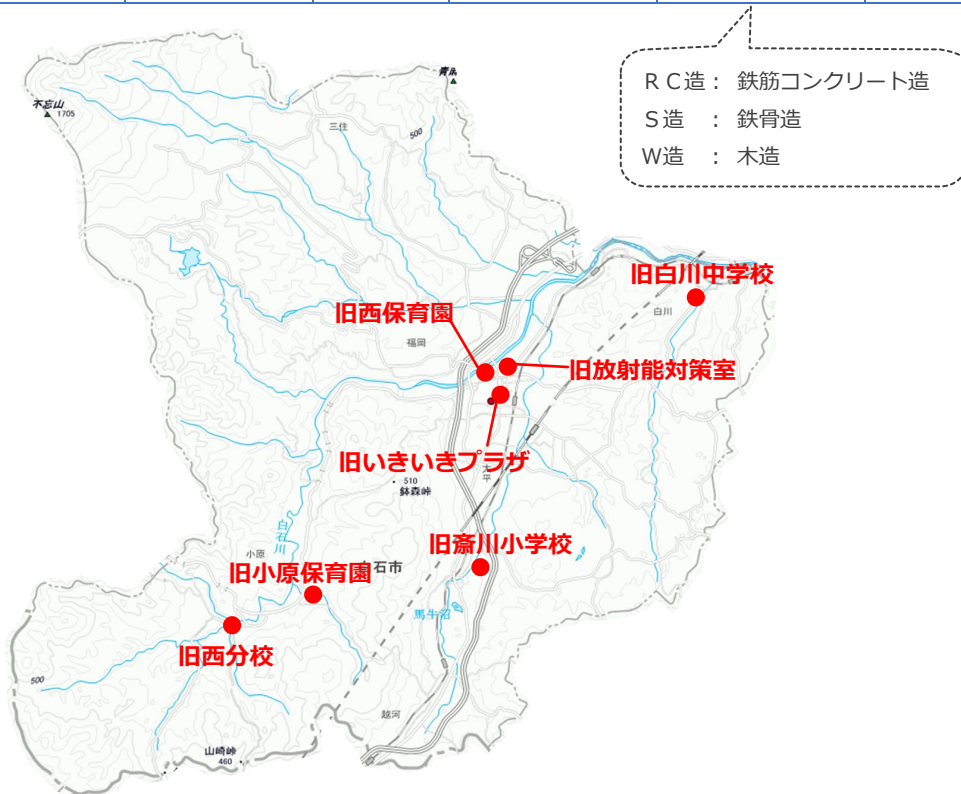 RC造: 鉄筋コンクリート造
S造 : 鉄骨造
W造 : 木造
不忘山
1705
三住
500
旧白川中学校
白川
旧西保育園
福岡
旧放射能対策室
旧いきいきプラザ
大平
510
鉢森峠
白石川
旧斎川小学校
小原
旧小原保育園
石市
馬牛沼
旧西分校
500
越河
山崎峠
460